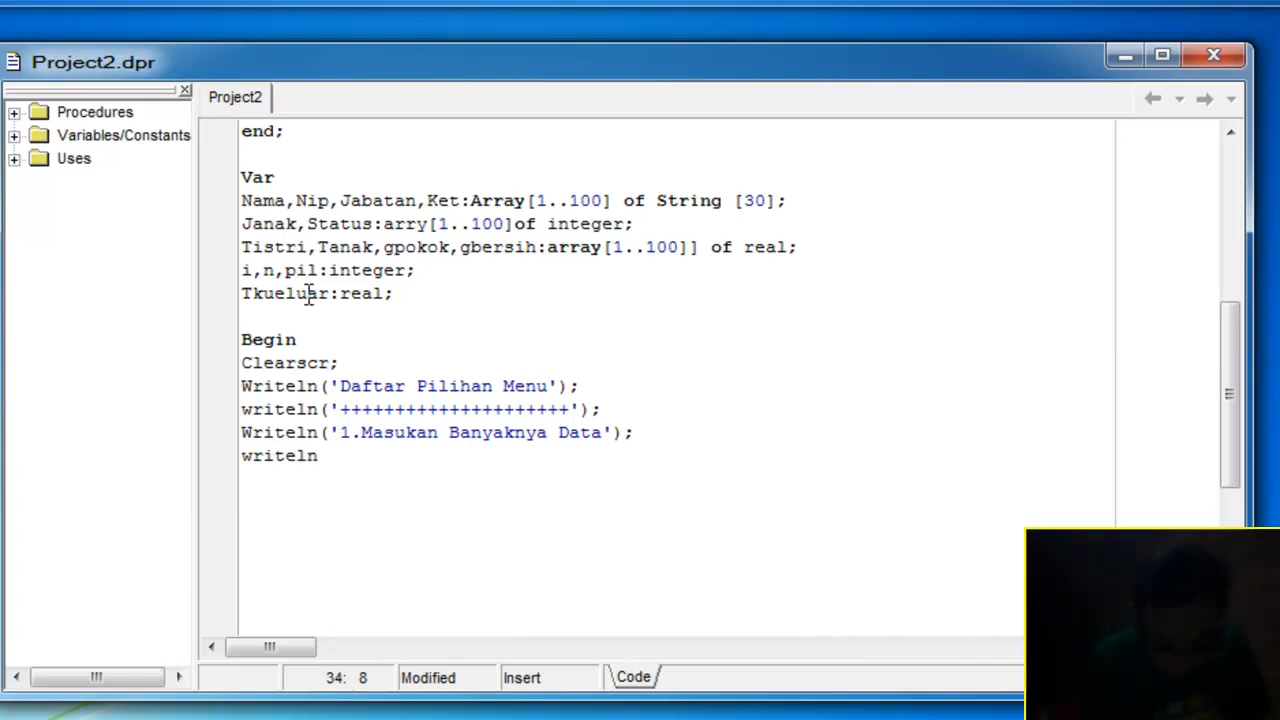 Project2.dpr
Procedures
Variables/Constants
Uses
Project2
end;
Var
Nama,Nip,Jabatan,Ket:Array[1..100] of String [30];
Janak,Status:arry[1..100]of integer;
Tistri,Tanak,gpokok,gbersih:array[1..100]] of real;
i,n,pil:integer;
Tkueluar:real;
Begin
Clearscr;
Writeln('Daftar Pilihan Menu');
writeln('+++++++++++++++++++++');
Writeln('1.Masukan Banyaknya Data');
writeln
34: 8
Modified
Insert
Code